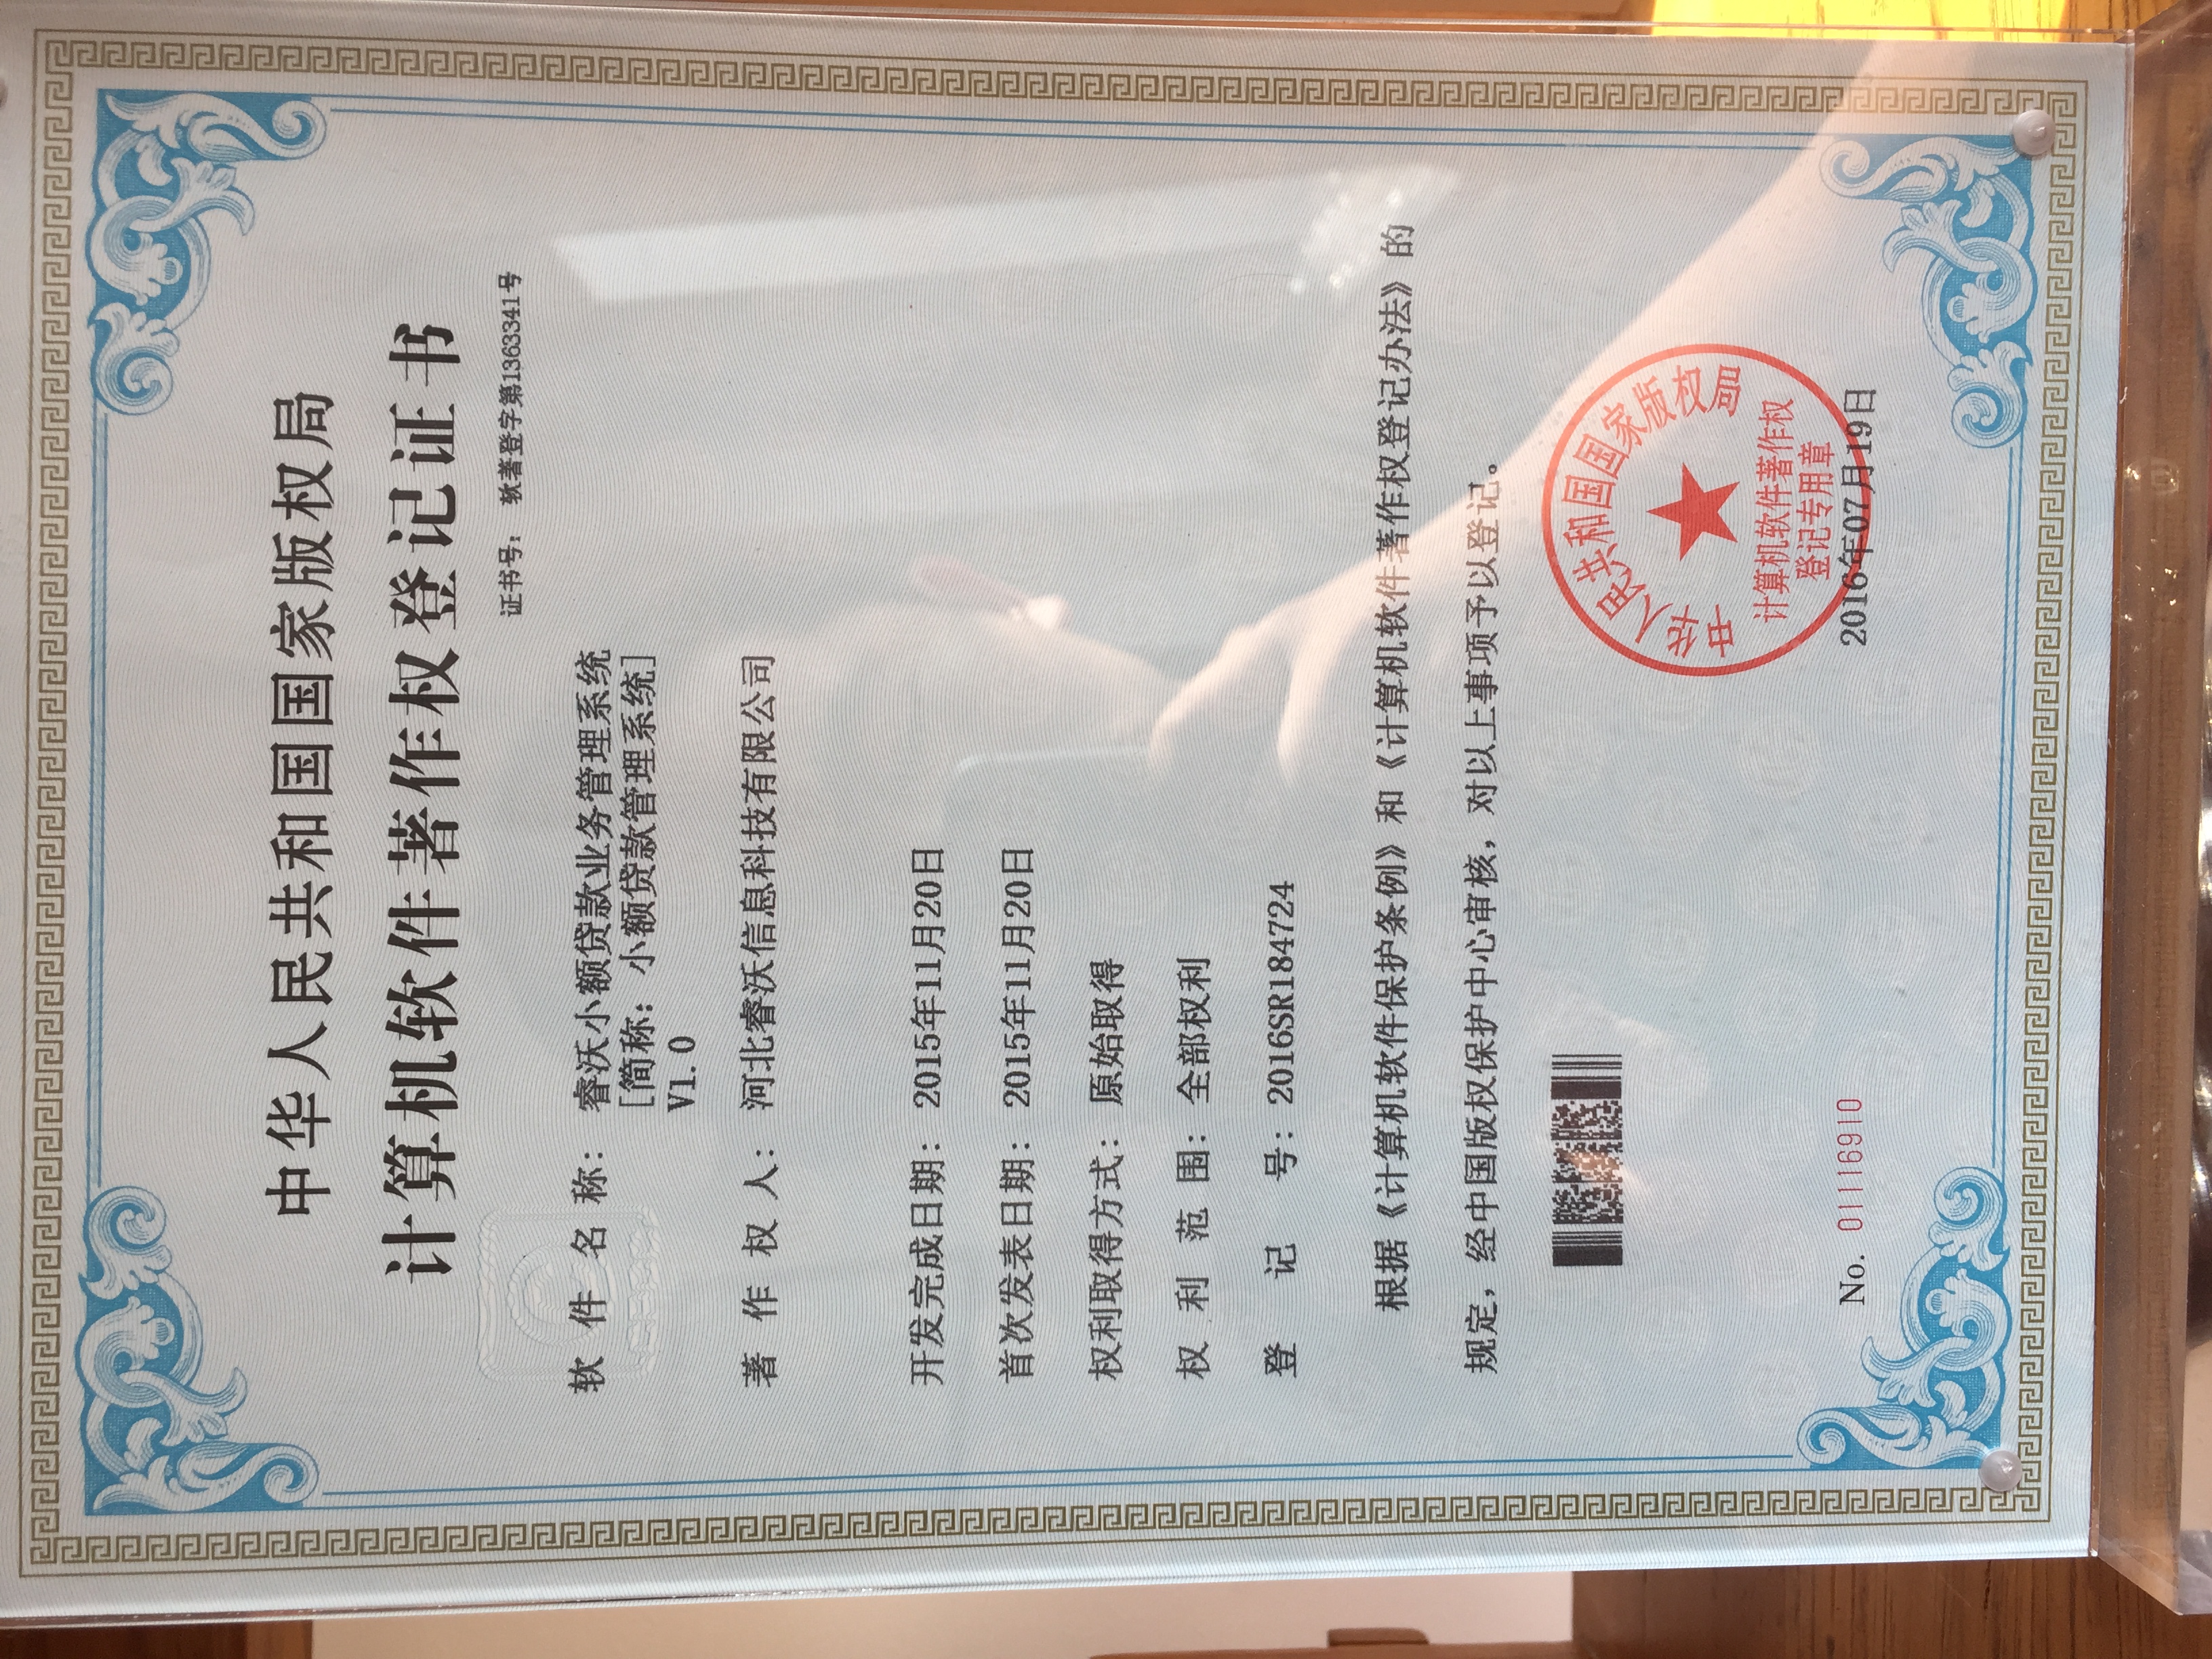 中华人民共和国国家版权局
计算机软件著作权登记证书
证书号： 软著登字第1363341号
软件名称： 睿沃小额贷款业务管理系统
[简称：小额贷款管理系统]
V1.0
著作权人： 河北睿沃信息科技有限公司
开发完成日期： 2015年11月20日
首次发表日期： 2015年11月20日
权利取得方式： 原始取得
权利范围： 全部权利
登记号： 2016SR184724
根据《计算机软件保护条例》和《计算机软件著作权登记办法》的
规定，经中国版权保护中心审核，对以上事项予以登记。
中华人民共和国国家版权局
计算机软件著作权
登记专用章
No. 01116910
2016年07月19日